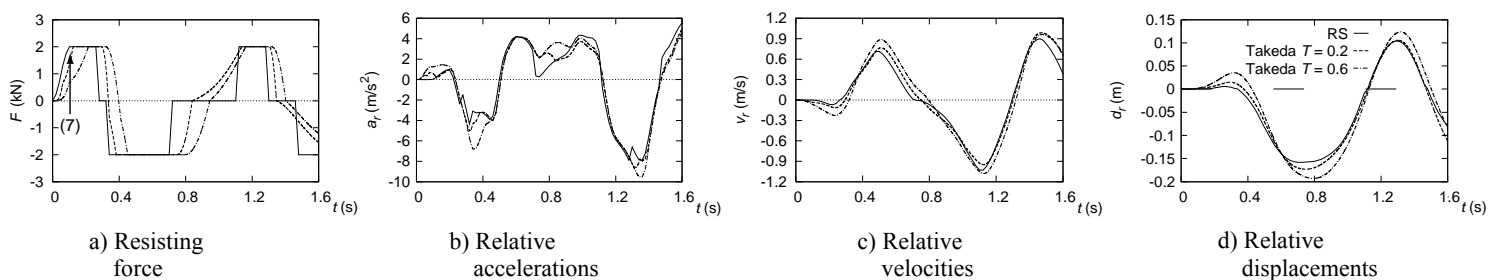 3
2
1
0
-1
-2
-3
0
0.4
0.8
1.2
1.6
F (kN)
t (s)
(7)
a) Resisting
force
6
4
2
0
-2
-4
-6
-8
-10
0
0.4
0.8
1.2
1.6
a_r (m/s²)
t (s)
b) Relative
accelerations
1.2
0.9
0.6
0.3
0
-0.3
-0.6
-0.9
-1.2
0
0.4
0.8
1.2
1.6
v_r (m/s)
t (s)
c) Relative
velocities
0.15
0.1
0.05
0
-0.05
-0.1
-0.15
-0.2
0
0.4
0.8
1.2
1.6
d_r (m)
t (s)
RS
Takeda T = 0.2
Takeda T = 0.6
d) Relative
displacements